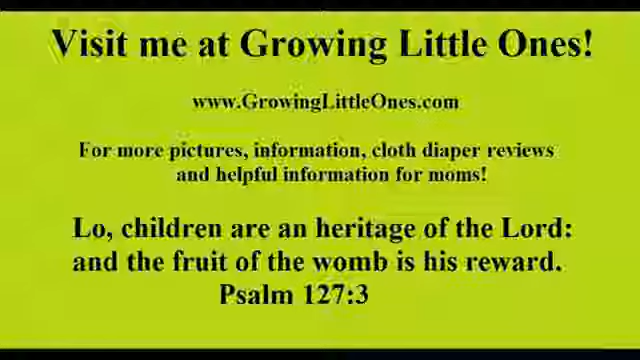 Visit me at Growing Little Ones!
www.GrowingLittleOnes.com
For more pictures, information, cloth diaper reviews
and helpful information for moms!
Lo, children are an heritage of the Lord:
and the fruit of the womb is his reward.
Psalm 127:3